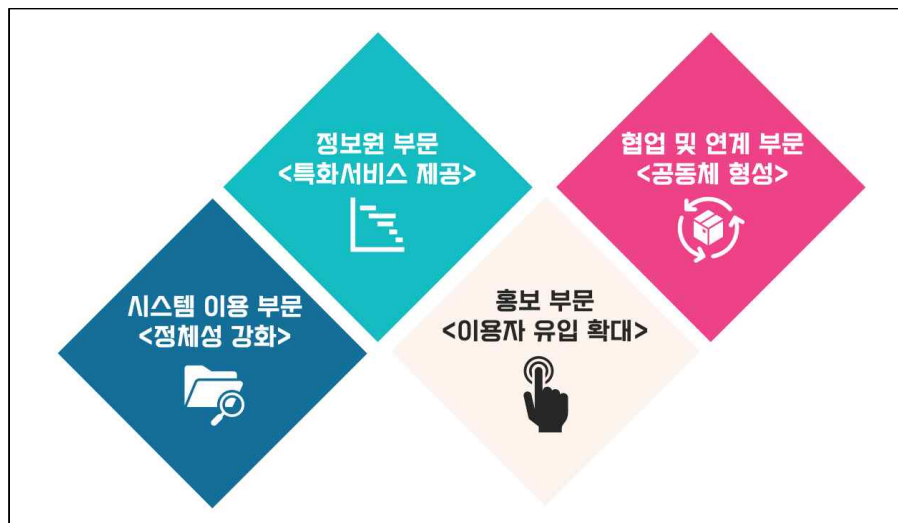 정보원 부문
<특화서비스 제공>
협업 및 연계 부문
<공동체 형성>
시스템 이용 부문
<정체성 강화>
홍보 부문
<이용자 유입 확대>